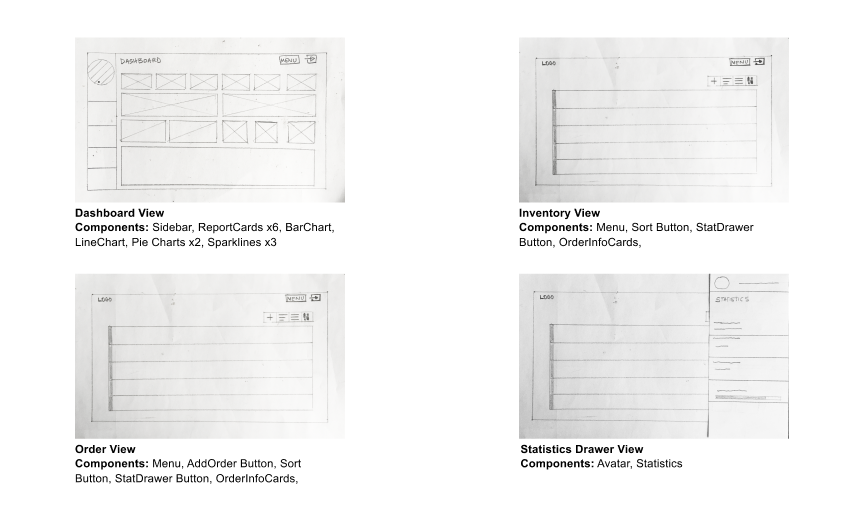 DASHBOARD
MENU
Dashboard View
Components: Sidebar, ReportCards x6, BarChart,
LineChart, Pie Charts x2, Sparklines x3
LOGO
MENU
Inventory View
Components: Menu, Sort Button, StatDrawer
Button, OrderInfoCards,
LOGO
MENU
Order View
Components: Menu, AddOrder Button, Sort
Button, StatDrawer Button, OrderInfoCards,
LOGO
STATISTICS
Statistics Drawer View
Components: Avatar, Statistics